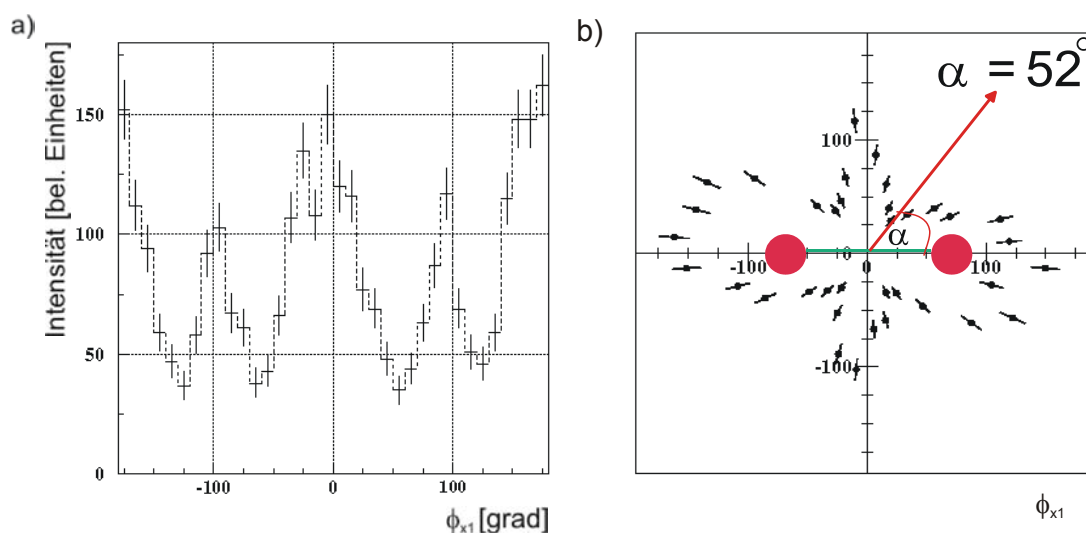 a)
Intensität [bel. Einheiten]
150
100
50
0
-100
0
100
ϕx1 [grad]
b)
α = 52°
100
α
-100
0
100
0
-100
ϕx1